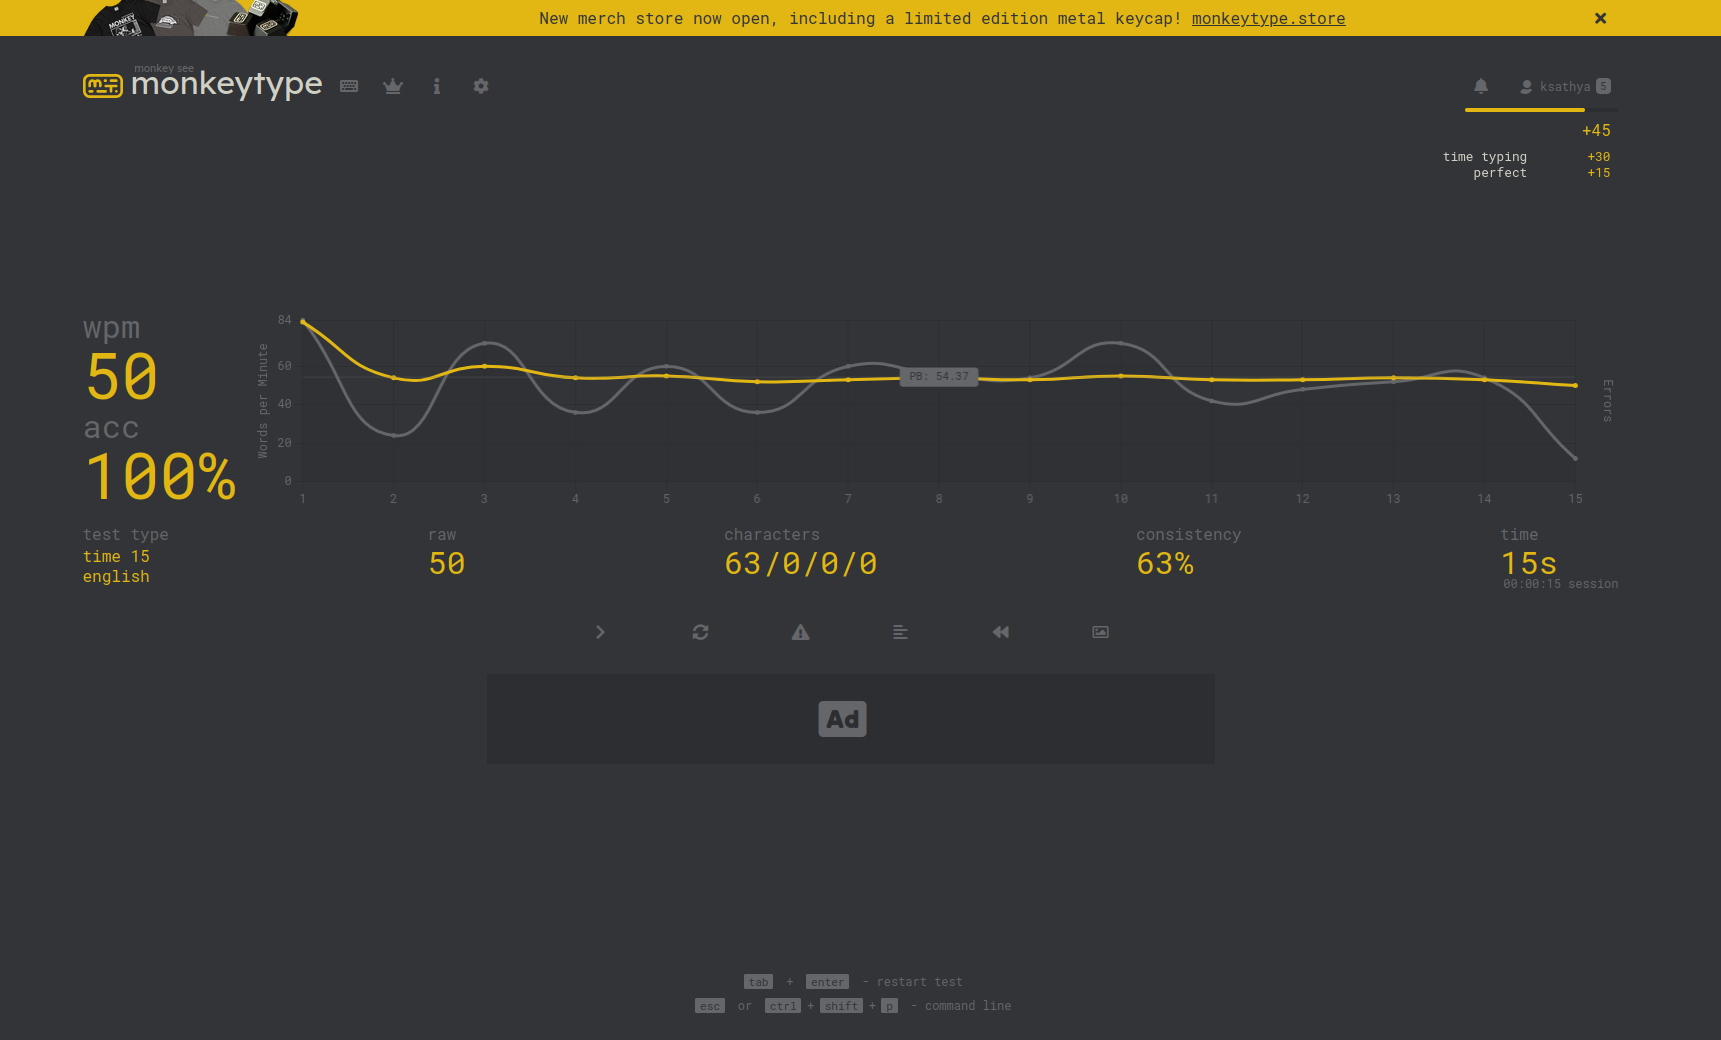 New merch store now open, including a limited edition metal keycap! monkeytype.store
MONKEY
monkey see
monkeytype
ksathya 5
+45
time typing +30
perfect +15
wpm
50
acc
100%
Words per Minute
84
60
40
20
0
PB: 54.37
Errors
1 2 3 4 5 6 7 8 9 10 11 12 13 14 15
test type
time 15
english
raw
50
characters
63/0/0/0
consistency
63%
time
15s
00:00:15 session
Ad
tab + enter - restart test
esc or ctrl + shift + p - command line